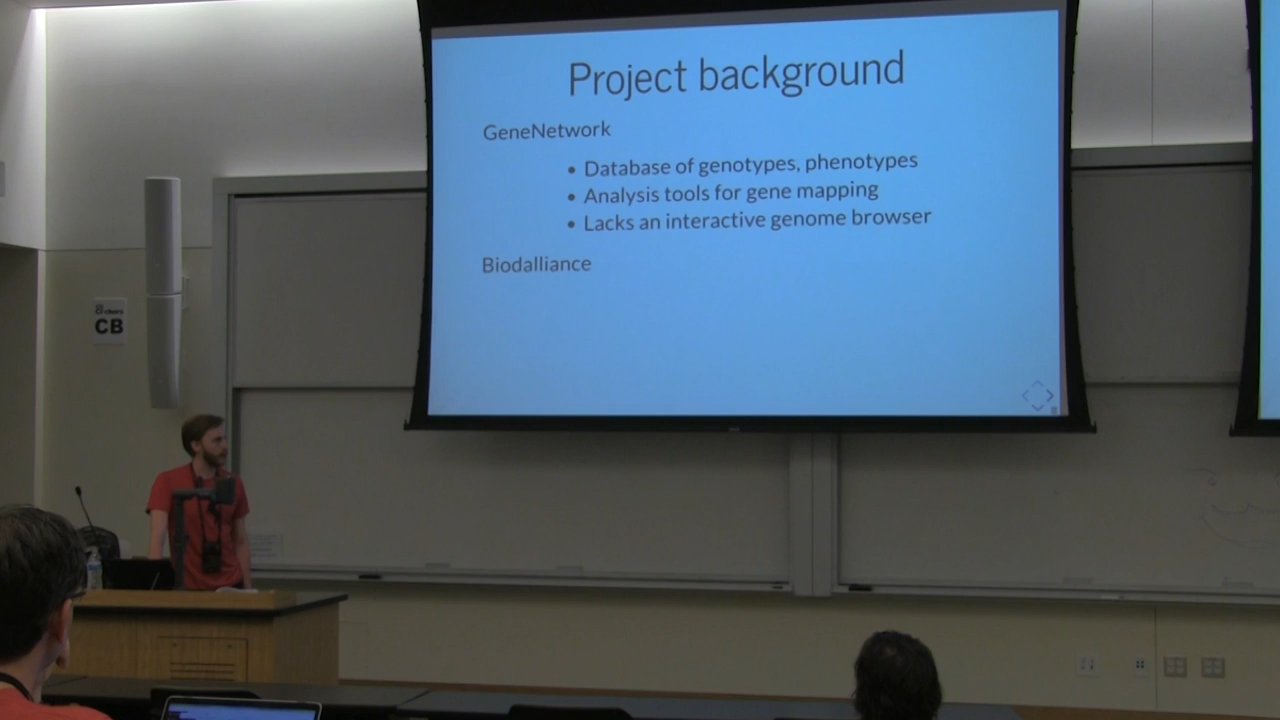 Project background
GeneNetwork
• Database of genotypes, phenotypes
• Analysis tools for gene mapping
• Lacks an interactive genome browser
Biodalliance
CB